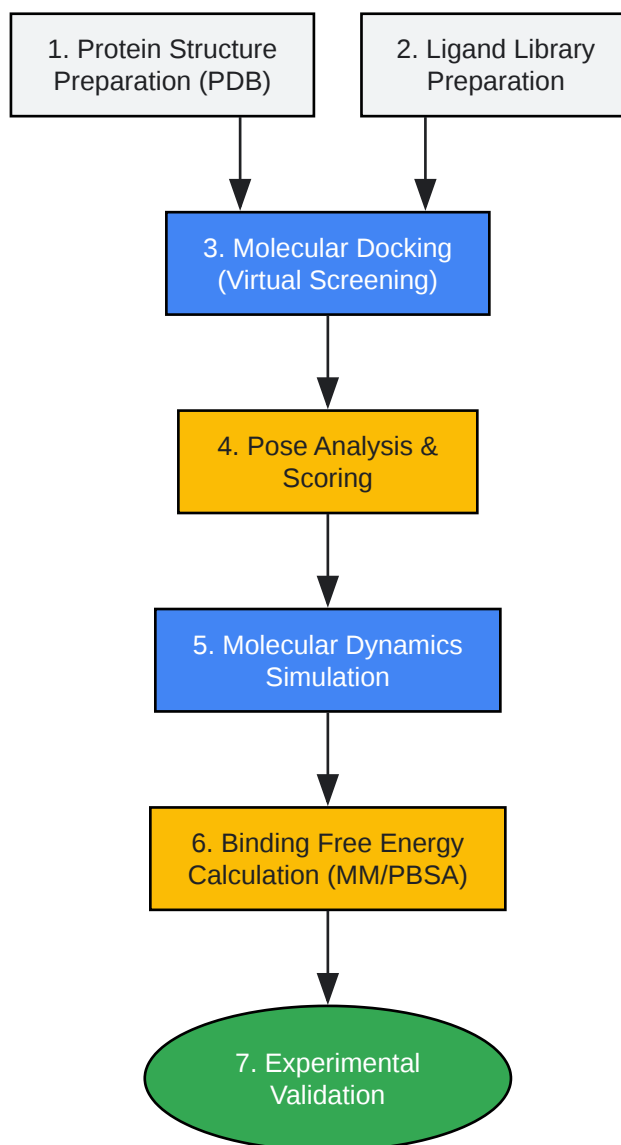 1. Protein Structure
Preparation (PDB)
2. Ligand Library
Preparation
3. Molecular Docking
(Virtual Screening)
4. Pose Analysis &
Scoring
5. Molecular Dynamics
Simulation
6. Binding Free Energy
Calculation (MM/PBSA)
7. Experimental
Validation